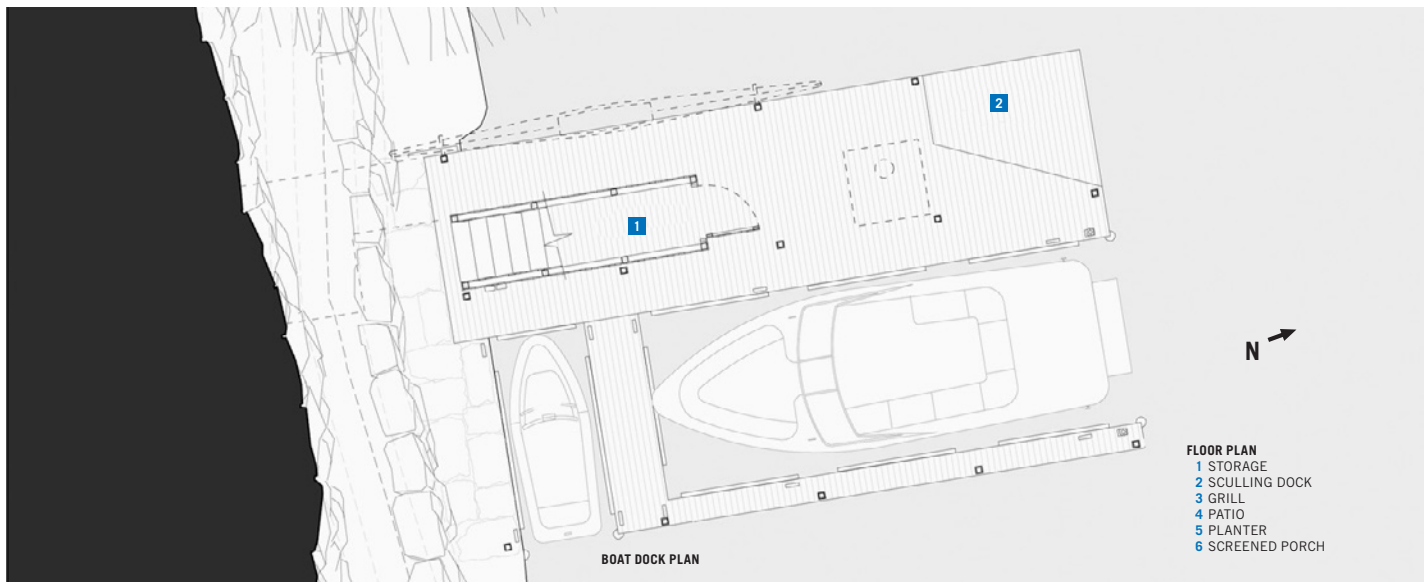 2
1
N
FLOOR PLAN
1 STORAGE
2 SCULLING DOCK
3 GRILL
4 PATIO
5 PLANTER
6 SCREENED PORCH
BOAT DOCK PLAN